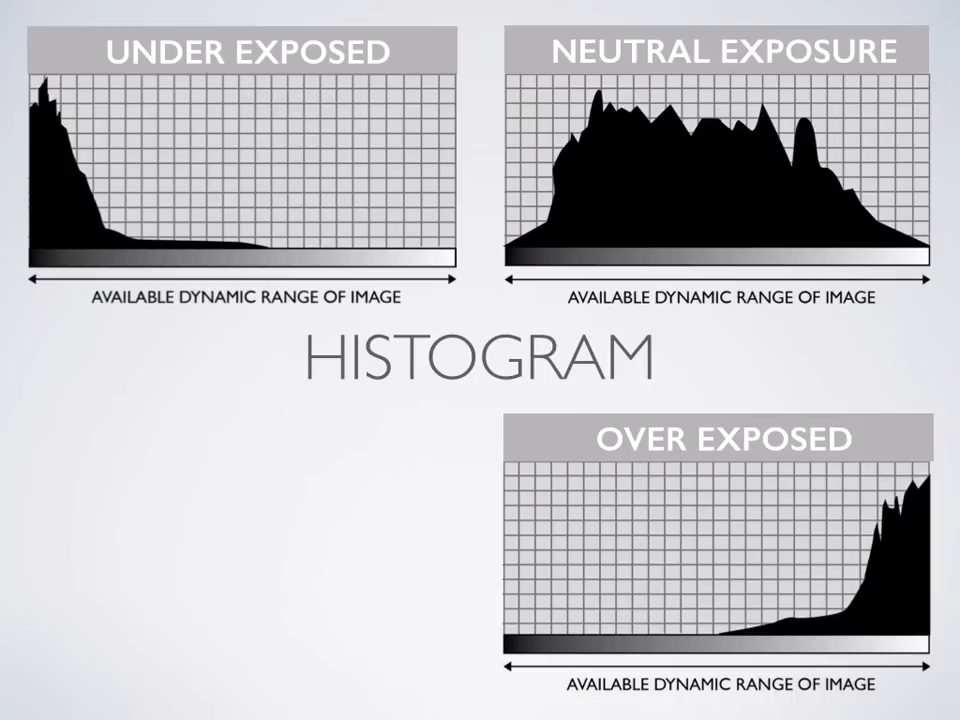 UNDER EXPOSED
NEUTRAL EXPOSURE
AVAILABLE DYNAMIC RANGE OF IMAGE
AVAILABLE DYNAMIC RANGE OF IMAGE
HISTOGRAM
OVER EXPOSED
AVAILABLE DYNAMIC RANGE OF IMAGE